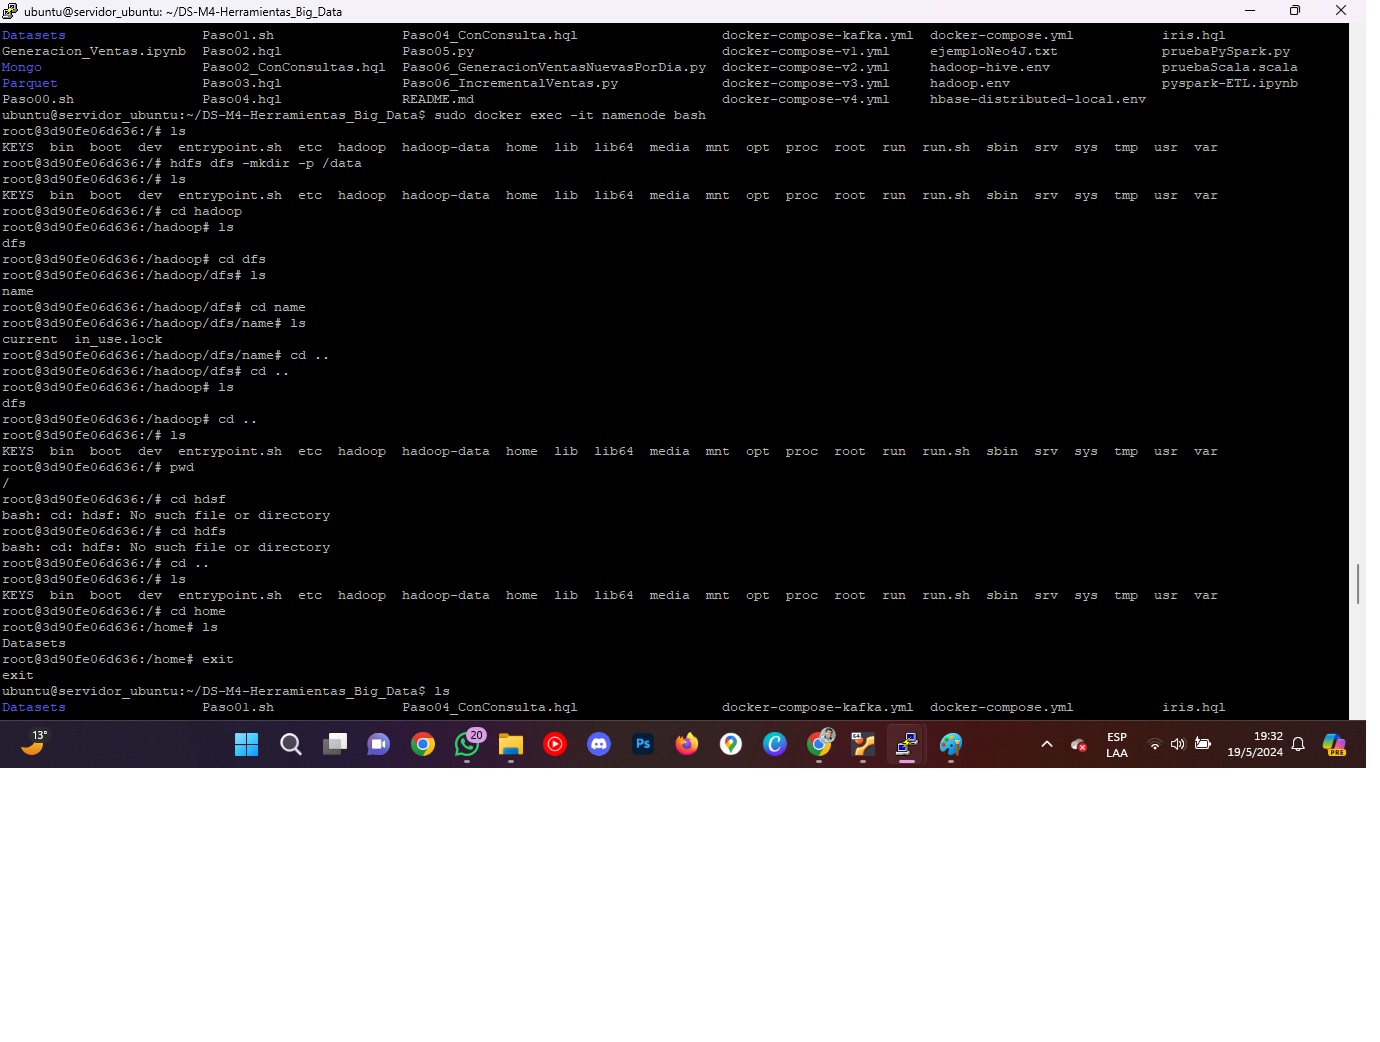 ubuntu@servidor_ubuntu: ~/DS-M4-Herramientas_Big_Data
Datasets Paso01.sh Paso04_ConConsulta.hql docker-compose-kafka.yml docker-compose.yml iris.hql
Generacion_Ventas.ipynb Paso02.hql Paso05.py docker-compose-v1.yml ejemploNeo4J.txt pruebaPySpark.py
Mongo Paso02_ConConsultas.hql Paso06_GeneracionVentasNuevasPorDia.py docker-compose-v2.yml hadoop-hive.env pruebaScala.scala
Parquet Paso03.hql Paso06_IncrementalVentas.py docker-compose-v3.yml hadoop.env pyspark-ETL.ipynb
Paso00.sh Paso04.hql README.md docker-compose-v4.yml hbase-distributed-local.env
ubuntu@servidor_ubuntu:~/DS-M4-Herramientas_Big_Data$ sudo docker exec -it namenode bash
root@3d90fe06d636:/# ls
KEYS bin boot dev entrypoint.sh etc hadoop hadoop-data home lib lib64 media mnt opt proc root run run.sh sbin srv sys tmp usr var
root@3d90fe06d636:/# hdfs dfs -mkdir -p /data
root@3d90fe06d636:/# ls
KEYS bin boot dev entrypoint.sh etc hadoop hadoop-data home lib lib64 media mnt opt proc root run run.sh sbin srv sys tmp usr var
root@3d90fe06d636:/# cd hadoop
root@3d90fe06d636:/hadoop# ls
dfs
root@3d90fe06d636:/hadoop# cd dfs
root@3d90fe06d636:/hadoop/dfs# ls
name
root@3d90fe06d636:/hadoop/dfs# cd name
root@3d90fe06d636:/hadoop/dfs/name# ls
current in_use.lock
root@3d90fe06d636:/hadoop/dfs/name# cd ..
root@3d90fe06d636:/hadoop/dfs# cd ..
root@3d90fe06d636:/hadoop# ls
dfs
root@3d90fe06d636:/hadoop# cd ..
root@3d90fe06d636:/# ls
KEYS bin boot dev entrypoint.sh etc hadoop hadoop-data home lib lib64 media mnt opt proc root run run.sh sbin srv sys tmp usr var
root@3d90fe06d636:/# pwd
/
root@3d90fe06d636:/# cd hdsf
bash: cd: hdsf: No such file or directory
root@3d90fe06d636:/# cd hdfs
bash: cd: hdfs: No such file or directory
root@3d90fe06d636:/# cd ..
root@3d90fe06d636:/# ls
KEYS bin boot dev entrypoint.sh etc hadoop hadoop-data home lib lib64 media mnt opt proc root run run.sh sbin srv sys tmp usr var
root@3d90fe06d636:/# cd home
root@3d90fe06d636:/home# ls
Datasets
root@3d90fe06d636:/home# exit
exit
ubuntu@servidor_ubuntu:~/DS-M4-Herramientas_Big_Data$ ls
Datasets Paso01.sh Paso04_ConConsulta.hql docker-compose-kafka.yml docker-compose.yml iris.hql
13°
20
Ps
64
ESP
LAA
19:32
19/5/2024
PRE